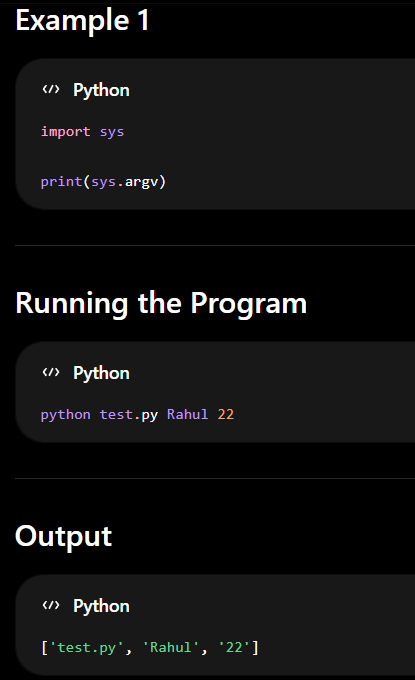 Example 1
Python
import sys
print(sys.argv)
Running the Program
Python
python test.py Rahul 22
Output
Python
['test.py', 'Rahul', '22']